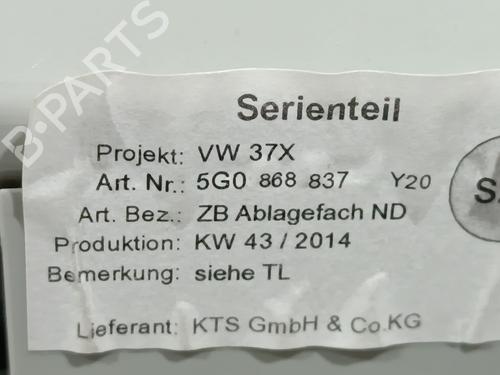 B-PARTS
Serienteil
Projekt: VW 37X
Art. Nr.: 5G0 868 837 Y20
Art. Bez.: ZB Ablagefach ND
Produktion: KW 43 / 2014
Bemerkung: siehe TL
Lieferant: KTS GmbH & Co.KG